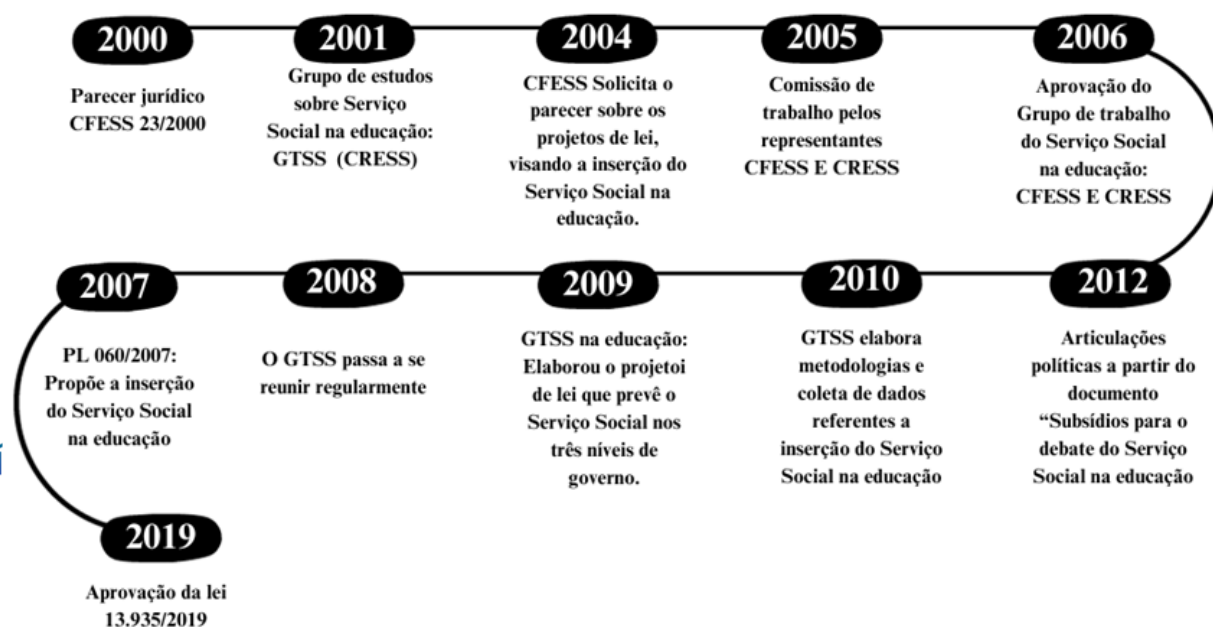 2000
Parecer jurídico
CFESS 23/2000
2001
Grupo de estudos
sobre Serviço
Social na educação:
GTSS (CRESS)
2004
CFESS Solicita o
parecer sobre os
projetos de lei,
visando a inserção do
Serviço Social na
educação.
2005
Comissão de
trabalho pelos
representantes
CFESS E CRESS
2006
Aprovação do
Grupo de trabalho
do Serviço Social
na educação:
CFESS E CRESS
2007
PL 060/2007:
Propõe a inserção
do Serviço Social
na educação
2008
O GTSS passa a se
reunir regularmente
2009
GTSS na educação:
Elaborou o projetoi
de lei que prevê o
Serviço Social nos
três níveis de
governo.
2010
GTSS elabora
metodologias e
coleta de dados
referentes a
inserção do Serviço
Social na educação
2012
Articulações
políticas a partir do
documento
“Subsídios para o
debate do Serviço
Social na educação
2019
Aprovação da lei
13.935/2019